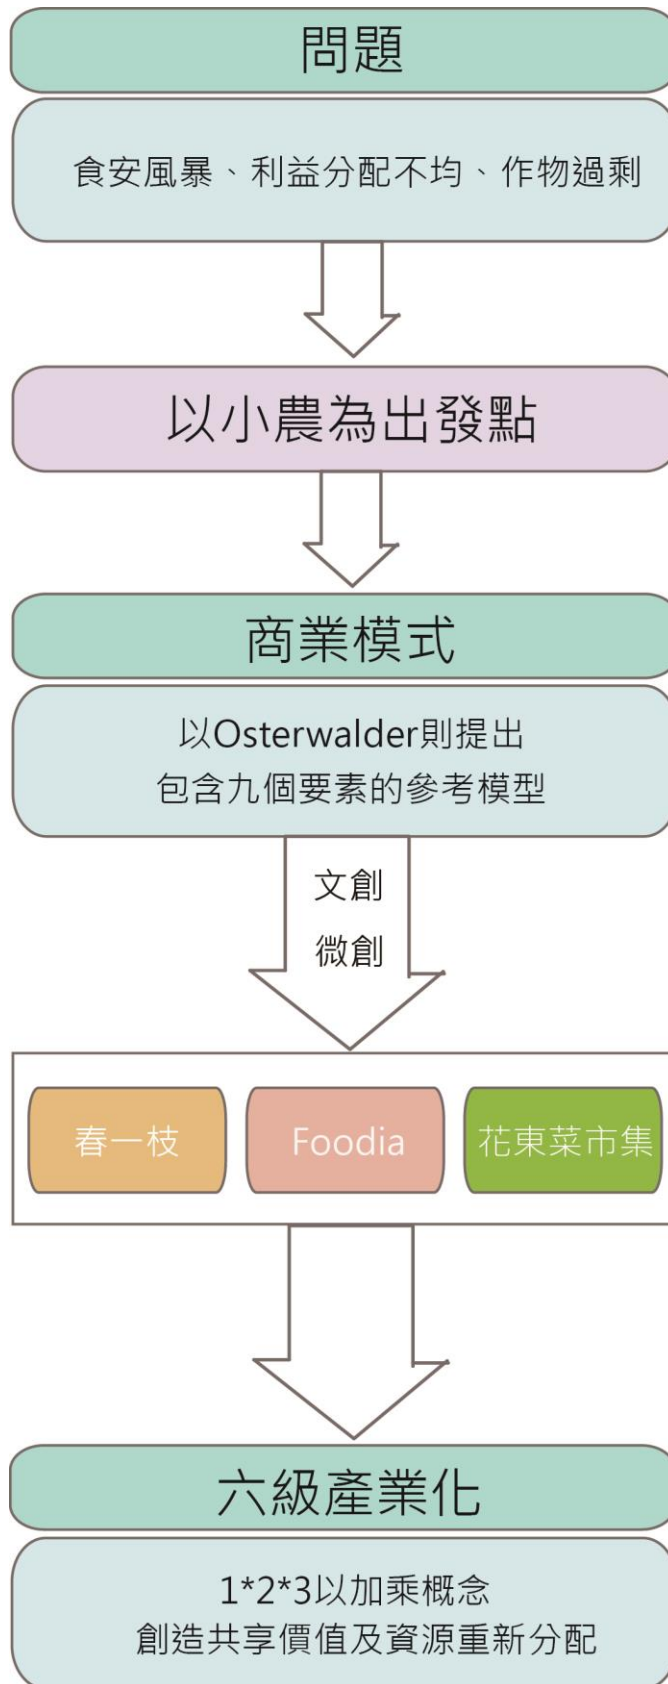 問題
食安風暴、利益分配不均、作物過剩
以小農為出發點
商業模式
以Osterwalder則提出
包含九個要素的參考模型
文創
微創
春一枝 Foodia 花東菜市集
六級產業化
1*2*3以加乘概念
創造共享價值及資源重新分配